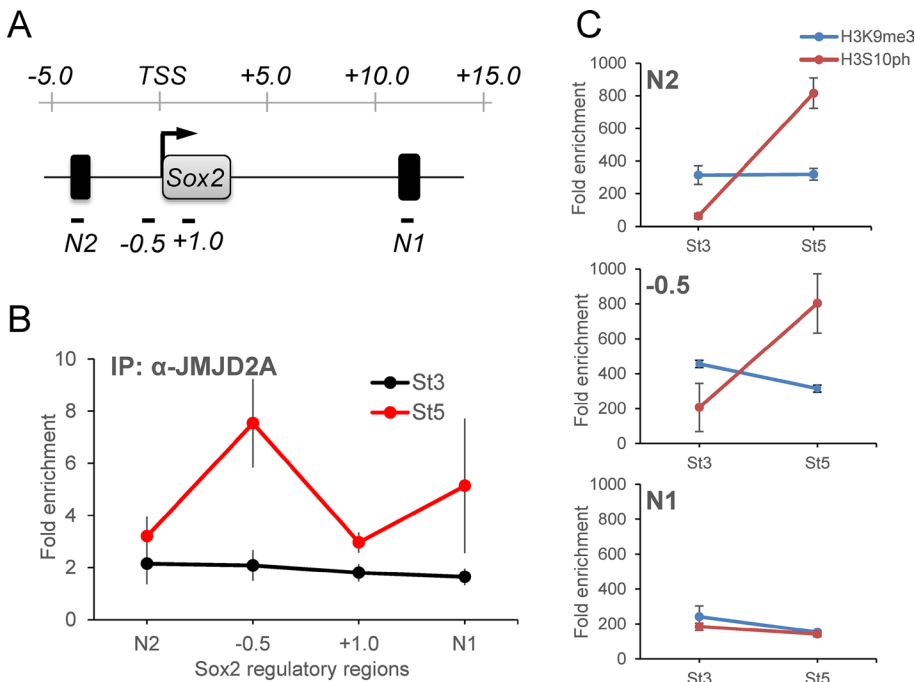 A
-5.0 TSS +5.0 +10.0 +15.0
Sox2
N2 -0.5 +1.0 N1
B
IP: α-JMJD2A
St3
St5
Fold enrichment
10
8
6
4
2
0
N2 -0.5 +1.0 N1
Sox2 regulatory regions
C
H3K9me3
H3S10ph
N2
Fold enrichment
1000
800
600
400
200
0
St3 St5
-0.5
Fold enrichment
1000
800
600
400
200
0
St3 St5
N1
Fold enrichment
1000
800
600
400
200
0
St3 St5